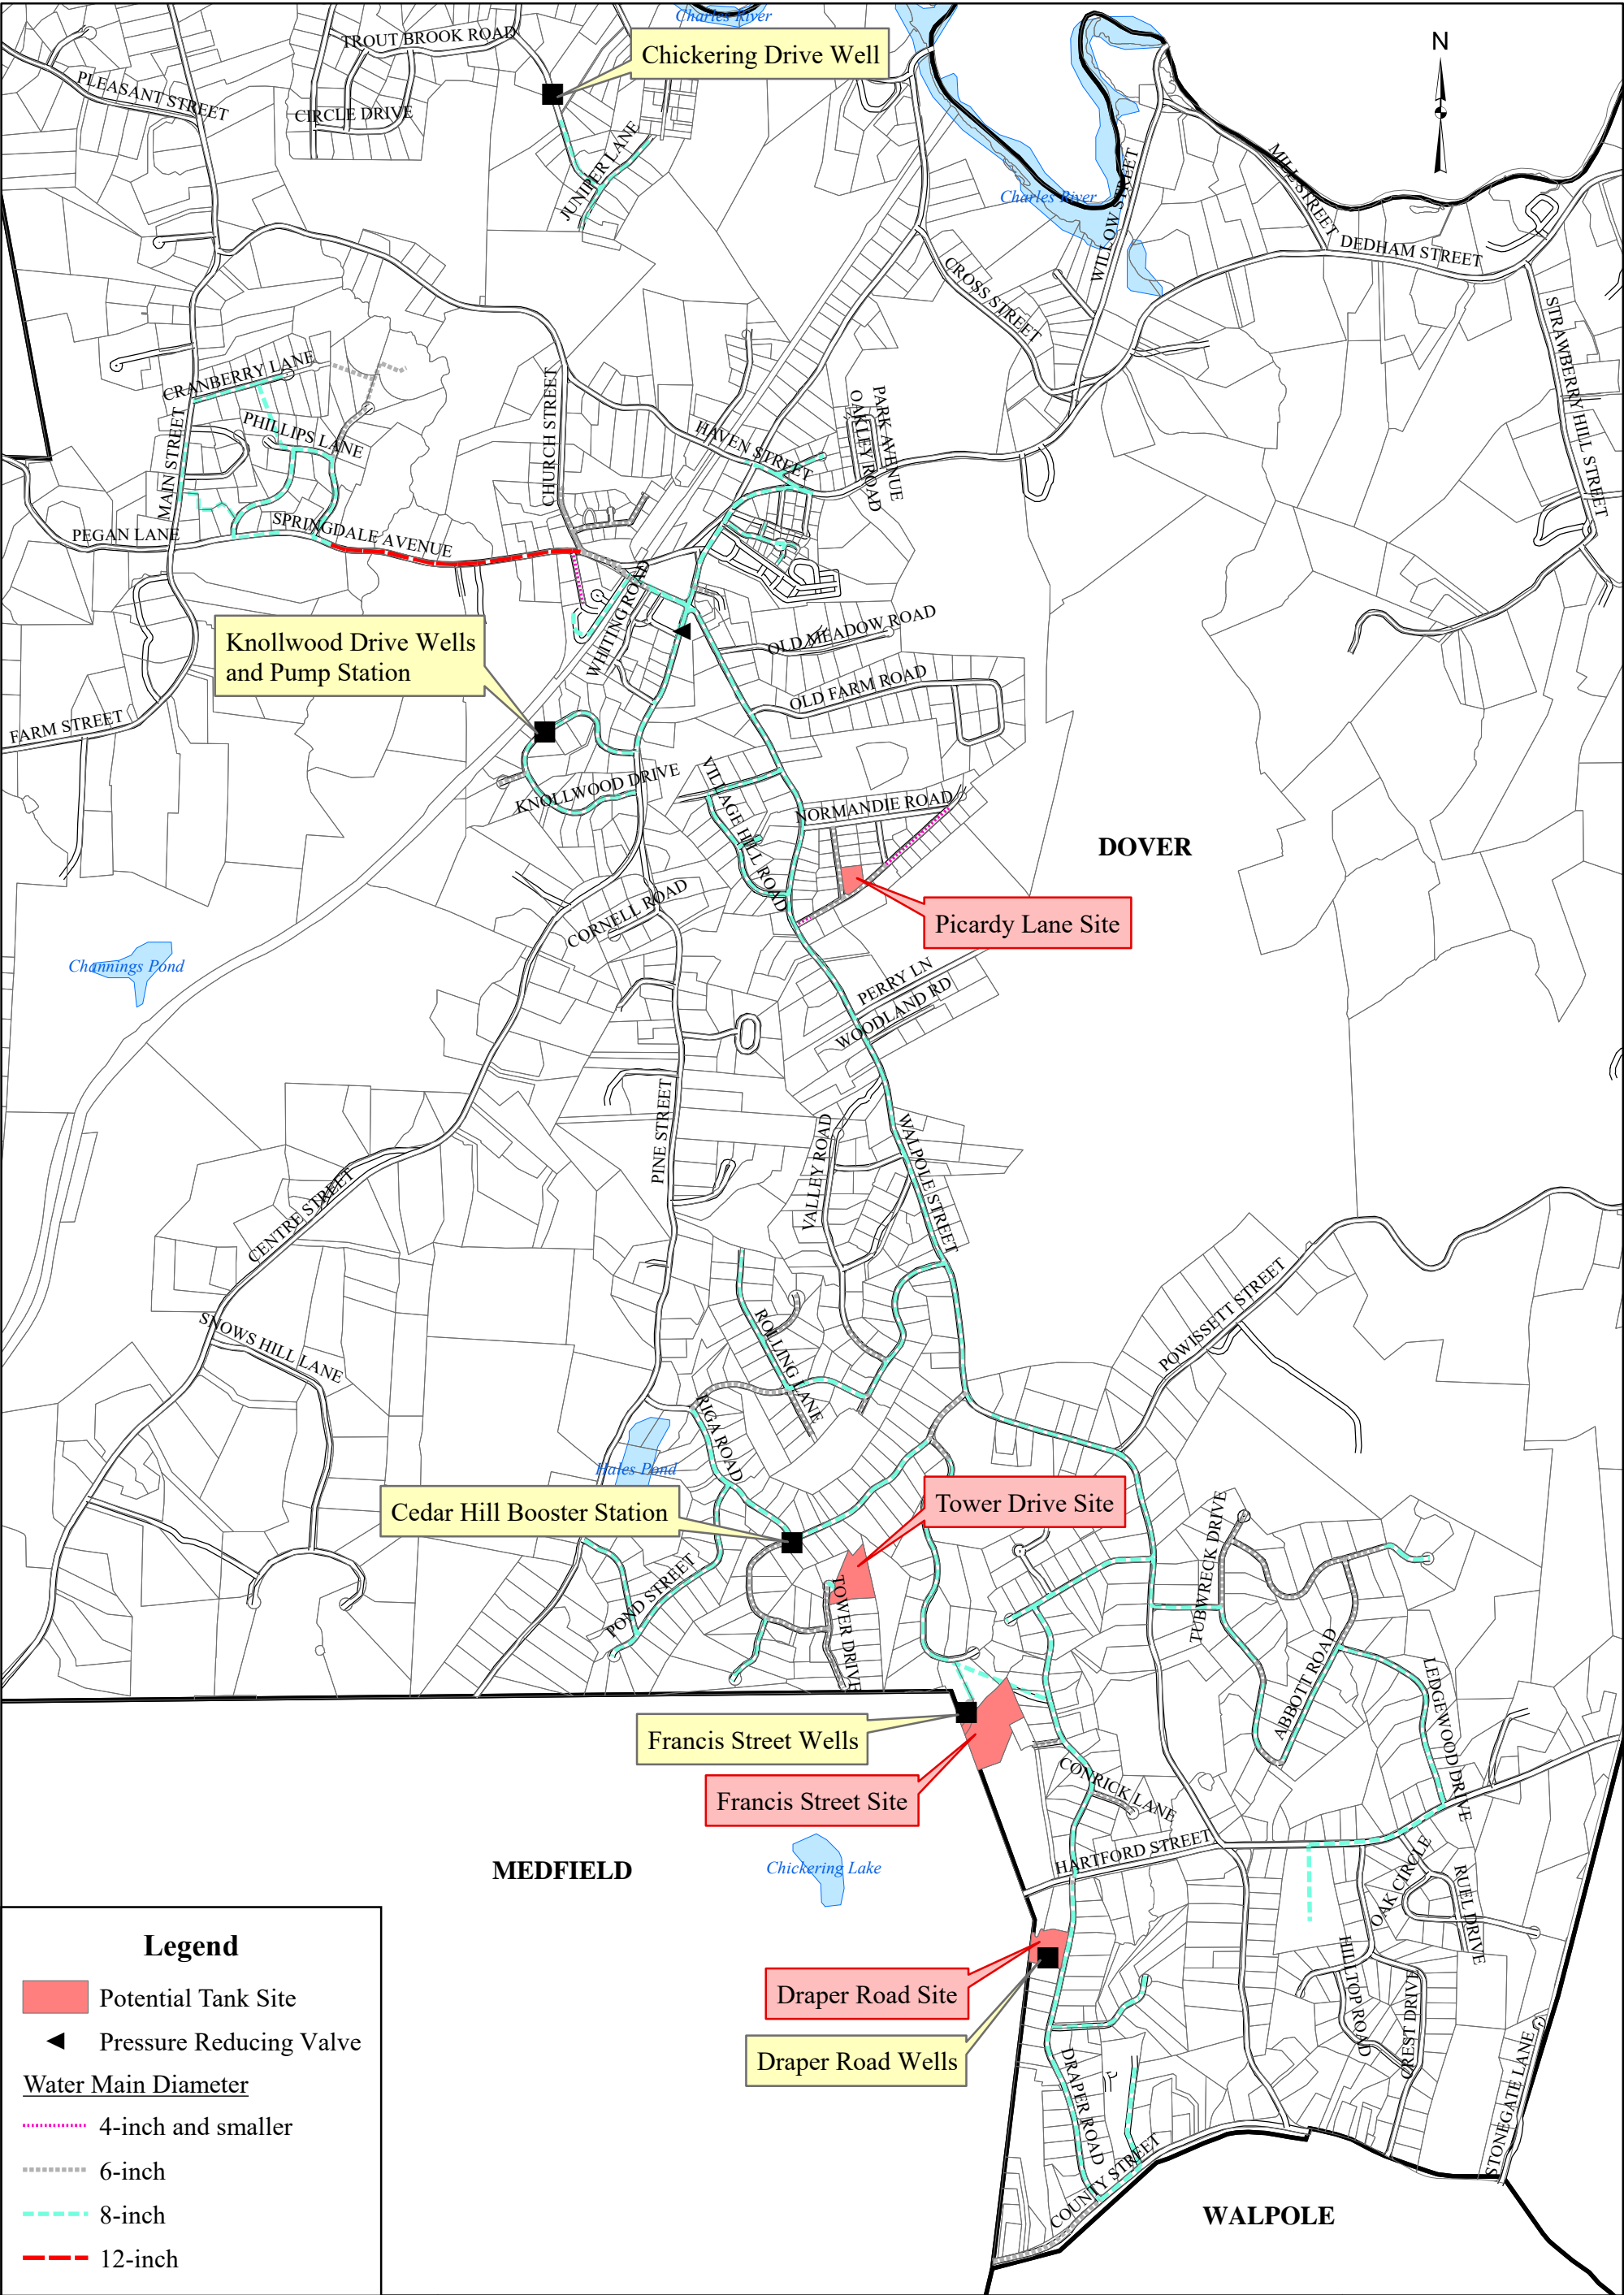 Charles River
TROUT BROOK ROAD
Chickering Drive Well
N
PLEASANT STREET
CIRCLE DRIVE
JUNIPER LANE
MILL STREET
Charles River
WILLOW STREET
DEDHAM STREET
CROSS STREET
STRAWBERRY HILL STREET
CRANBERRY LANE
CHURCH STREET
PARK AVENUE
OAKLEY ROAD
MAIN STREET
PHILLIPS LANE
HAVEN STREET
PEGAN LANE
SPRINGDALE AVENUE
WHITING ROAD
OLD MEADOW ROAD
Knollwood Drive Wells
and Pump Station
OLD FARM ROAD
FARM STREET
KNOLLWOOD DRIVE
VILLAGE HILL ROAD
NORMANDIE ROAD
DOVER
CORNELL ROAD
Picardy Lane Site
Channings Pond
PERRY LN
WOODLAND RD
PINE STREET
VALLEY ROAD
WALPOLE STREET
CENTRE STREET
POWISSETT STREET
SNOWS HILL LANE
ROLLING LANE
RIGA ROAD
Hales Pond
Cedar Hill Booster Station
Tower Drive Site
TUBWRECK DRIVE
POND STREET
TOWER DRIVE
ABBOTT ROAD
LEDGEWOOD DRIVE
Francis Street Wells
CONRICK LANE
Francis Street Site
HARTFORD STREET
MEDFIELD
Chickering Lake
OAK CIRCLE
RUEL DRIVE
HILLTOP ROAD
CREST DRIVE
Draper Road Site
Draper Road Wells
DRAPER ROAD
STONEGATE LANE
COUNTY STREET
WALPOLE
Legend
Potential Tank Site
Pressure Reducing Valve
Water Main Diameter
4-inch and smaller
6-inch
8-inch
12-inch